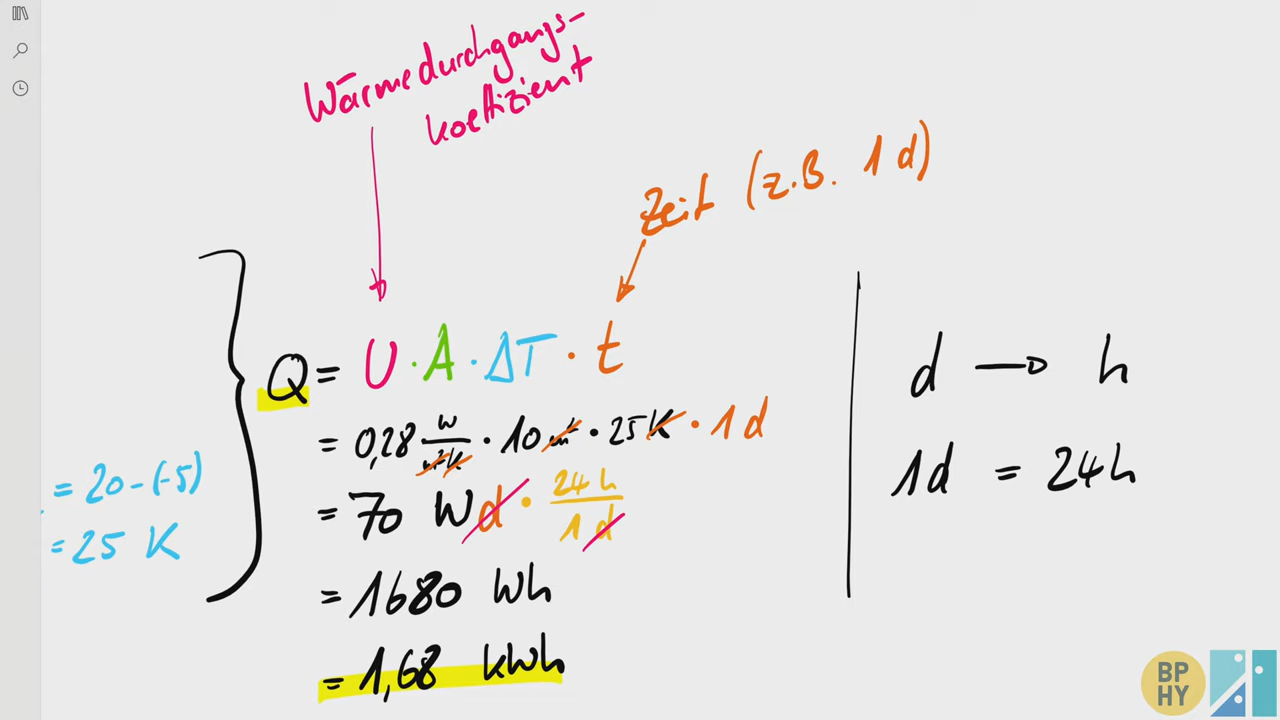 Wärmedurchgangs-
koeffizient
Zeit (z.B. 1 d)
Q = U · A · ΔT · t
= 0,28 W/m²K · 10 m² · 25 K · 1 d
= 70 Wd · 24 h / 1 d
= 1680 Wh
= 1,68 kWh
= 20 - (-5)
= 25 K
d → h
1d = 24h
BP
HY